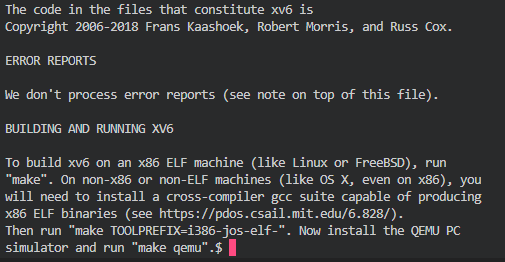 The code in the files that constitute xv6 is
Copyright 2006-2018 Frans Kaashoek, Robert Morris, and Russ Cox.
ERROR REPORTS
We don't process error reports (see note on top of this file).
BUILDING AND RUNNING XV6
To build xv6 on an x86 ELF machine (like Linux or FreeBSD), run
"make". On non-x86 or non-ELF machines (like OS X, even on x86), you
will need to install a cross-compiler gcc suite capable of producing
x86 ELF binaries (see https://pdos.csail.mit.edu/6.828/).
Then run "make TOOLPREFIX=i386-jos-elf-". Now install the QEMU PC
simulator and run "make qemu".$